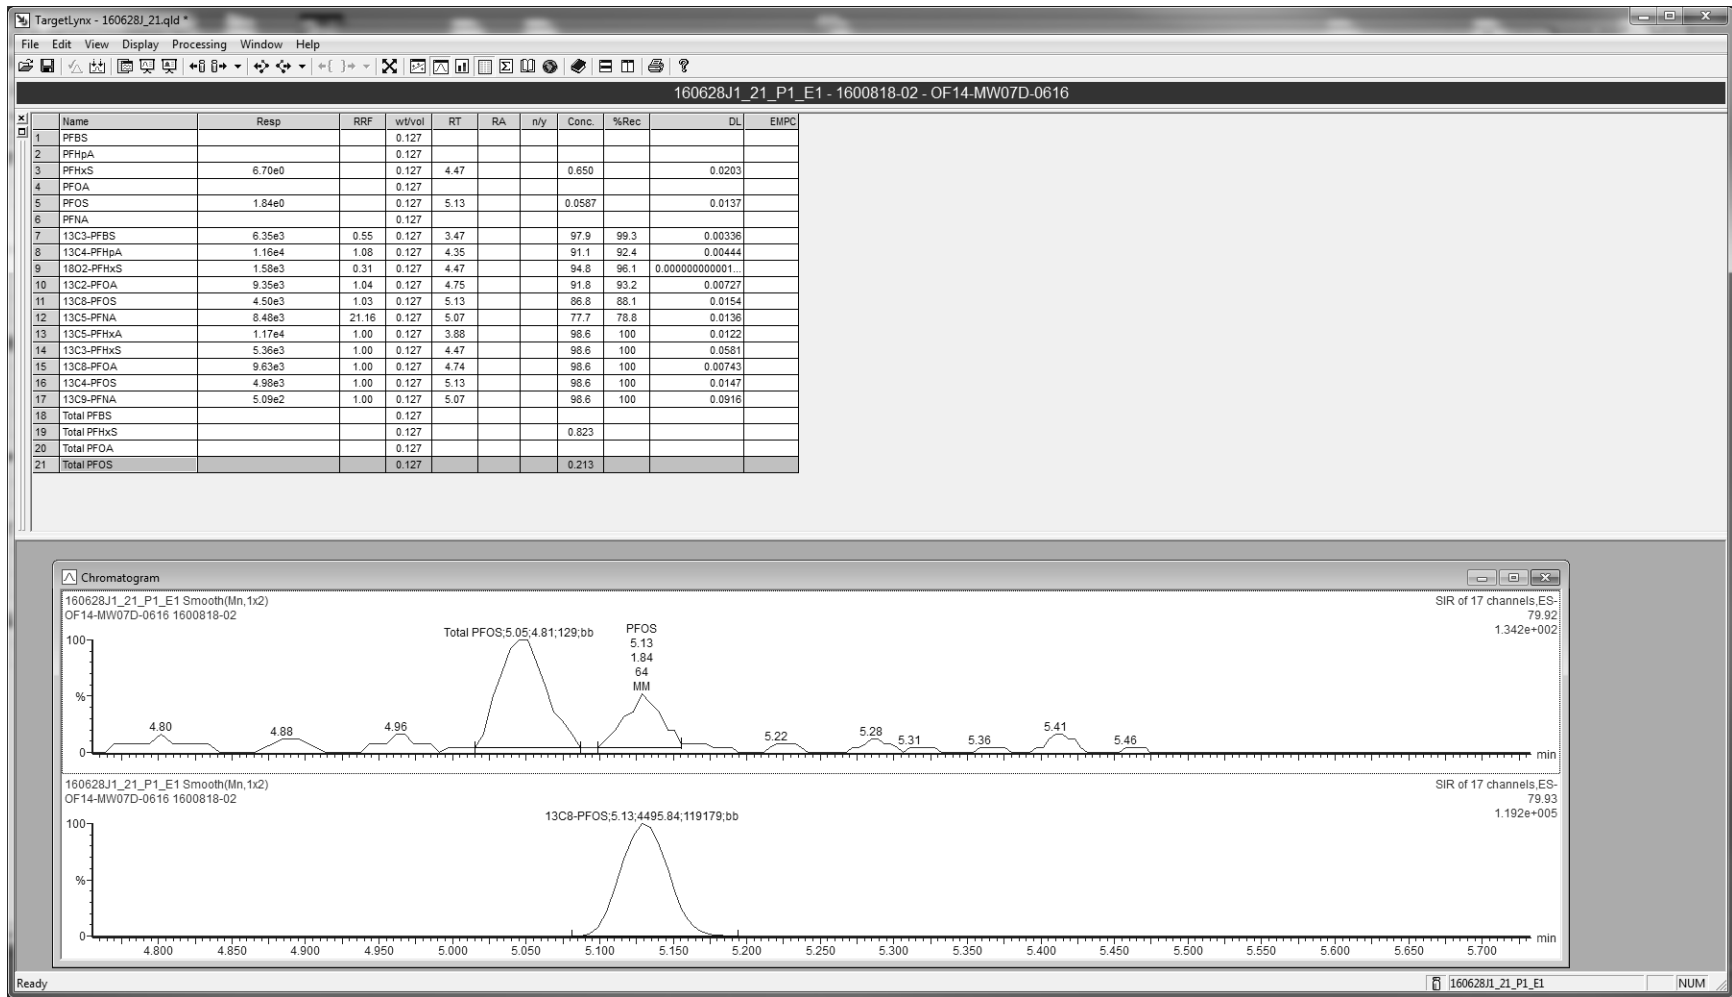 TargetLynx - 160628J_21.qld *
File Edit View Display Processing Window Help
160628J1_21_P1_E1 - 1600818-02 - OF14-MW07D-0616
Name Resp RRF wt/vol RT RA n/y Conc. %Rec DL EMPC
1 PFBS 0.127
2 PFHpA 0.127
3 PFHxS 6.70e0 0.127 4.47 0.650 0.0203
4 PFOA 0.127
5 PFOS 1.84e0 0.127 5.13 0.0587 0.0137
6 PFNA 0.127
7 13C3-PFBS 6.35e3 0.55 0.127 3.47 97.9 99.3 0.00336
8 13C4-PFHpA 1.16e4 1.08 0.127 4.35 91.1 92.4 0.00444
9 18O2-PFHxS 1.58e3 0.31 0.127 4.47 94.8 96.1 0.000000000001...
10 13C2-PFOA 9.35e3 1.04 0.127 4.75 91.8 93.2 0.00727
11 13C8-PFOS 4.50e3 1.03 0.127 5.13 86.8 88.1 0.0154
12 13C5-PFNA 8.48e3 21.16 0.127 5.07 77.7 78.8 0.0136
13 13C5-PFHxA 1.17e4 1.00 0.127 3.88 98.6 100 0.0122
14 13C3-PFHxS 5.36e3 1.00 0.127 4.47 98.6 100 0.0581
15 13C8-PFOA 9.63e3 1.00 0.127 4.74 98.6 100 0.00743
16 13C4-PFOS 4.98e3 1.00 0.127 5.13 98.6 100 0.0147
17 13C9-PFNA 5.09e2 1.00 0.127 5.07 98.6 100 0.0916
18 Total PFBS 0.127
19 Total PFHxS 0.127 0.823
20 Total PFOA 0.127
21 Total PFOS 0.127 0.213
Chromatogram
160628J1_21_P1_E1 Smooth(Mn,1x2) SIR of 17 channels,ES-
OF14-MW07D-0616 1600818-02 79.92
1.342e+002
Total PFOS;5.05;4.81;129;bb
PFOS
5.13
1.84
64
MM
100
%
0
4.80 4.88 4.96 5.22 5.28 5.31 5.36 5.41 5.46
min
160628J1_21_P1_E1 Smooth(Mn,1x2) SIR of 17 channels,ES-
OF14-MW07D-0616 1600818-02 79.93
1.192e+005
13C8-PFOS;5.13;4495.84;119179;bb
100
%
0
min
4.800 4.850 4.900 4.950 5.000 5.050 5.100 5.150 5.200 5.250 5.300 5.350 5.400 5.450 5.500 5.550 5.600 5.650 5.700
Ready 160628J1_21_P1_E1 NUM